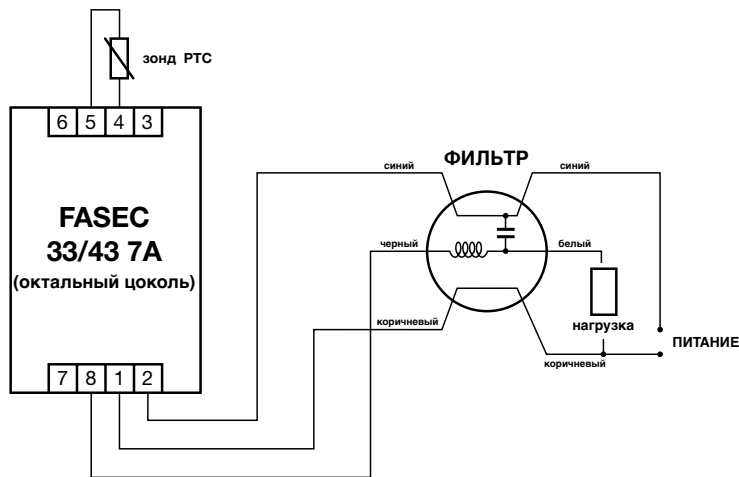 зонд PTC
6 5 4 3
FASEC
33/43 7A
(октальный цоколь)
7 8 1 2
ФИЛЬТР
синий
синий
черный
белый
коричневый
нагрузка
ПИТАНИЕ
коричневый